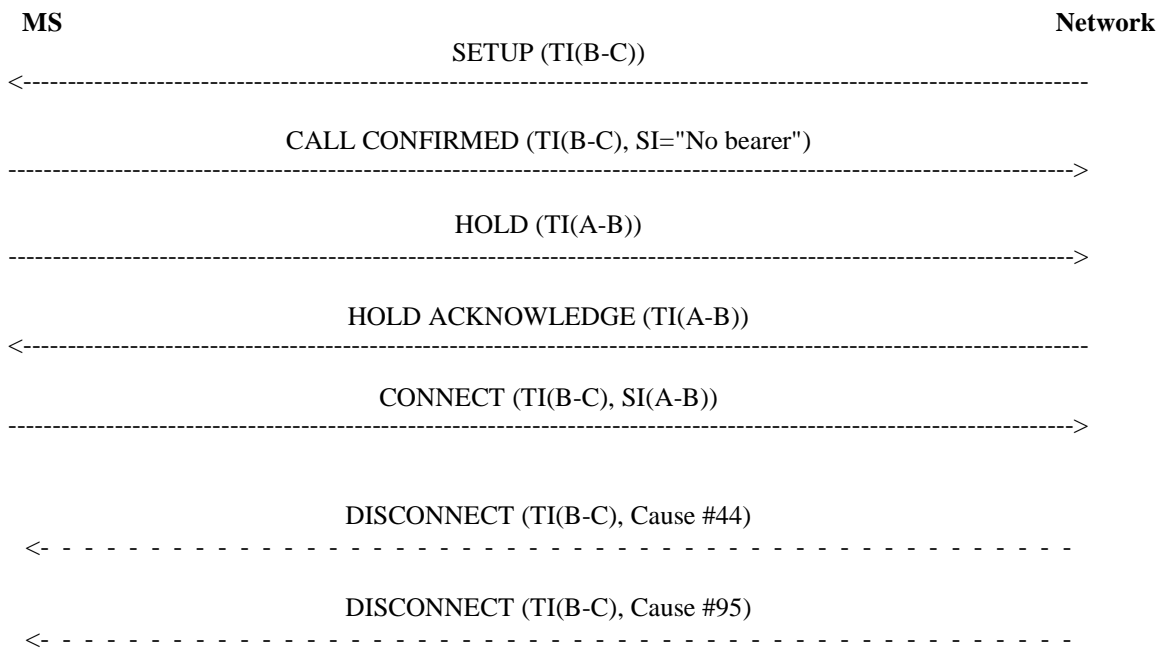 MS Network
SETUP (TI(B-C))
CALL CONFIRMED (TI(B-C), SI="No bearer")
HOLD (TI(A-B))
HOLD ACKNOWLEDGE (TI(A-B))
CONNECT (TI(B-C), SI(A-B))
DISCONNECT (TI(B-C), Cause #44)
DISCONNECT (TI(B-C), Cause #95)